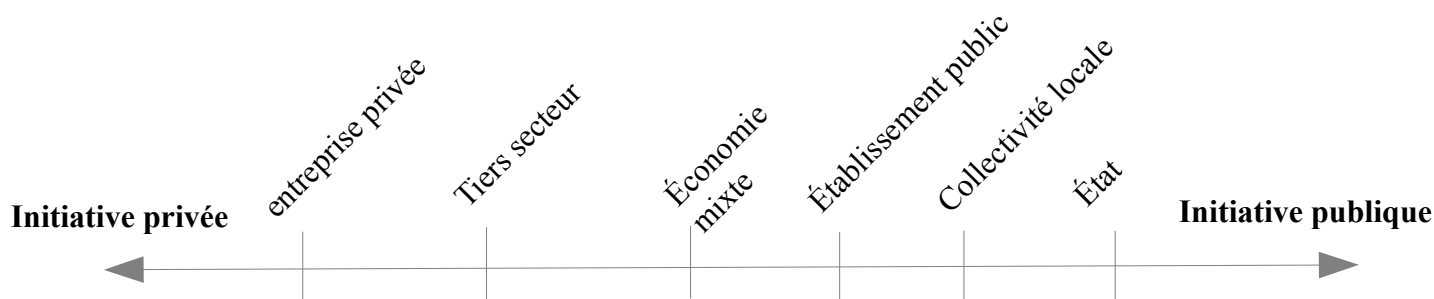 Initiative privée
entreprise privée
Tiers secteur
Économie
mixte
Établissement public
Collectivité locale
État
Initiative publique